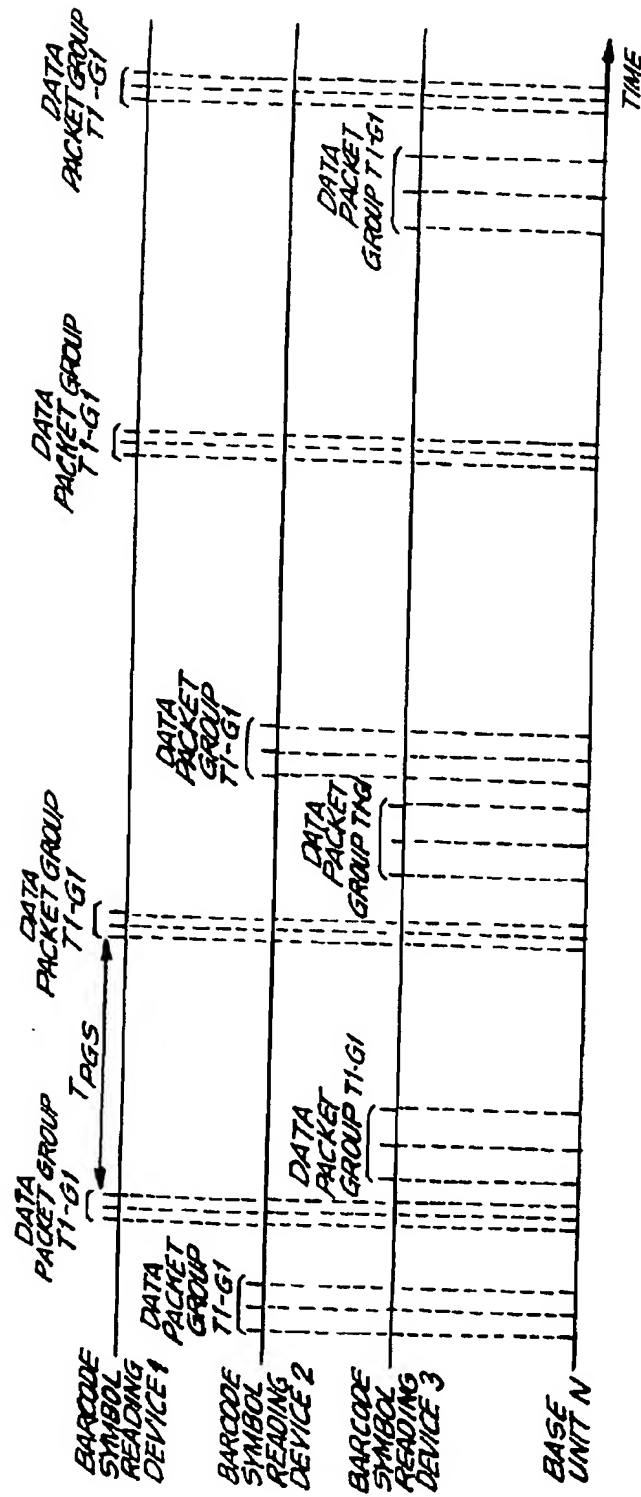 DATA
PACKET GROUP
T1-G1
DATA
PACKET GROUP
T1-G1
DATA
PACKET GROUP
T1-G1
DATA
PACKET GROUP
T1-G1
TPGS
BARCODE
SYMBOL
READING
DEVICE 1
DATA
PACKET
GROUP
T1-G1
DATA
PACKET
GROUP
T1-G1
BARCODE
SYMBOL
READING
DEVICE 2
DATA
PACKET
GROUP T1-G1
DATA
PACKET
GROUP
DATA
PACKET
GROUP T1-G1
BARCODE
SYMBOL
READING
DEVICE 3
BASE
UNIT N
TIME